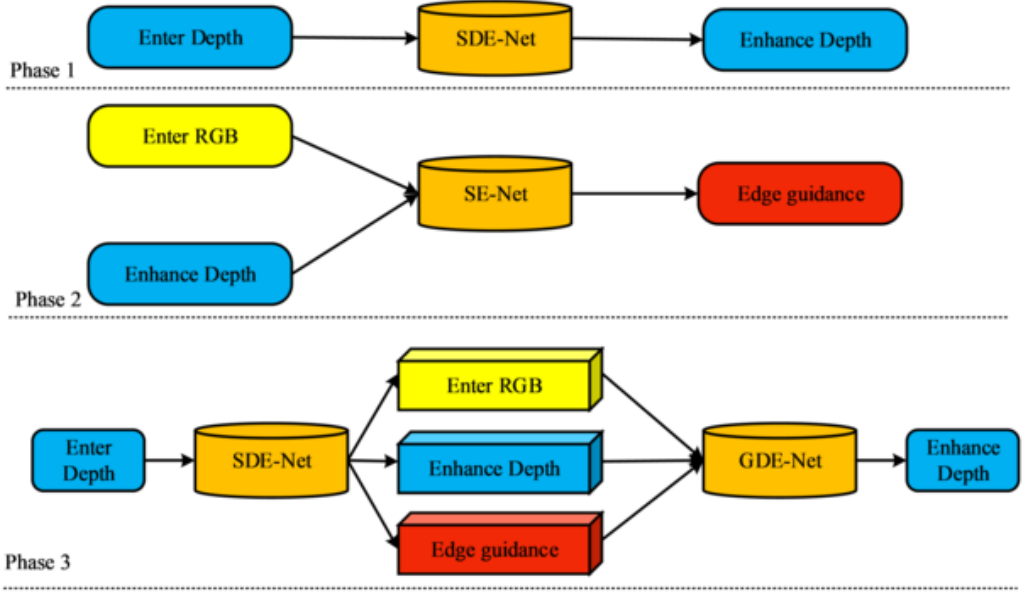 Enter Depth
SDE-Net
Enhance Depth
Phase 1
Enter RGB
SE-Net
Edge guidance
Enhance Depth
Phase 2
Enter RGB
Enter
Depth
SDE-Net
Enhance Depth
GDE-Net
Enhance
Depth
Edge guidance
Phase 3